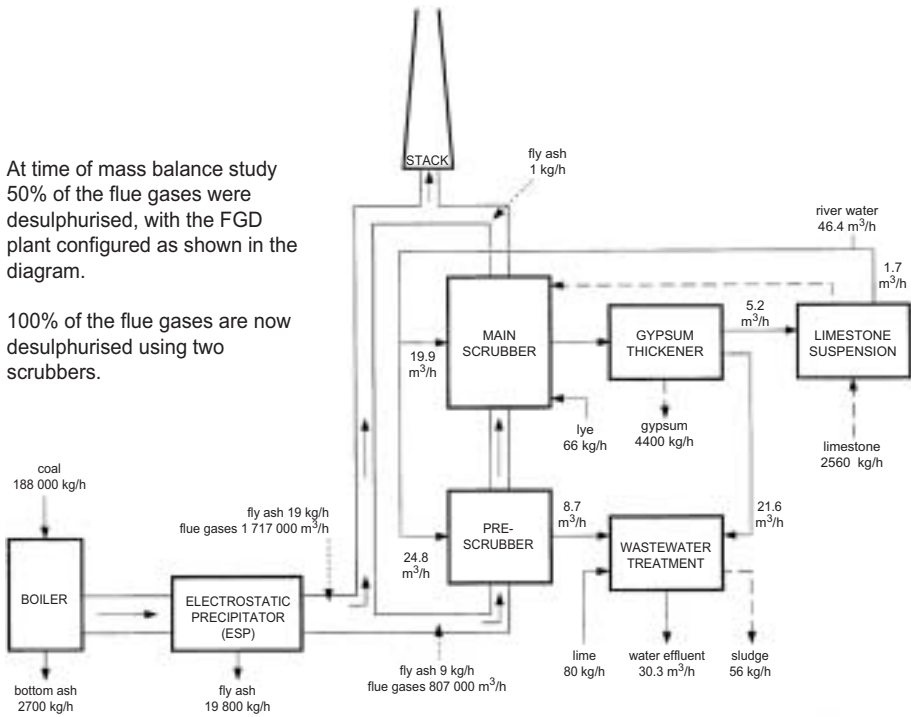 At time of mass balance study
50% of the flue gases were
desulphurised, with the FGD
plant configured as shown in the
diagram.
100% of the flue gases are now
desulphurised using two
scrubbers.
STACK
fly ash
1 kg/h
river water
46.4 m³/h
1.7
m³/h
MAIN
SCRUBBER
19.9
m³/h
GYPSUM
THICKENER
5.2
m³/h
LIMESTONE
SUSPENSION
lye
66 kg/h
gypsum
4400 kg/h
limestone
2560 kg/h
coal
188 000 kg/h
fly ash 19 kg/h
flue gases 1 717 000 m³/h
PRE-
SCRUBBER
24.8
m³/h
8.7
m³/h
21.6
m³/h
WASTEWATER
TREATMENT
BOILER
ELECTROSTATIC
PRECIPITATOR
(ESP)
bottom ash
2700 kg/h
fly ash
19 800 kg/h
fly ash 9 kg/h
flue gases 807 000 m³/h
lime
80 kg/h
water effluent
30.3 m³/h
sludge
56 kg/h